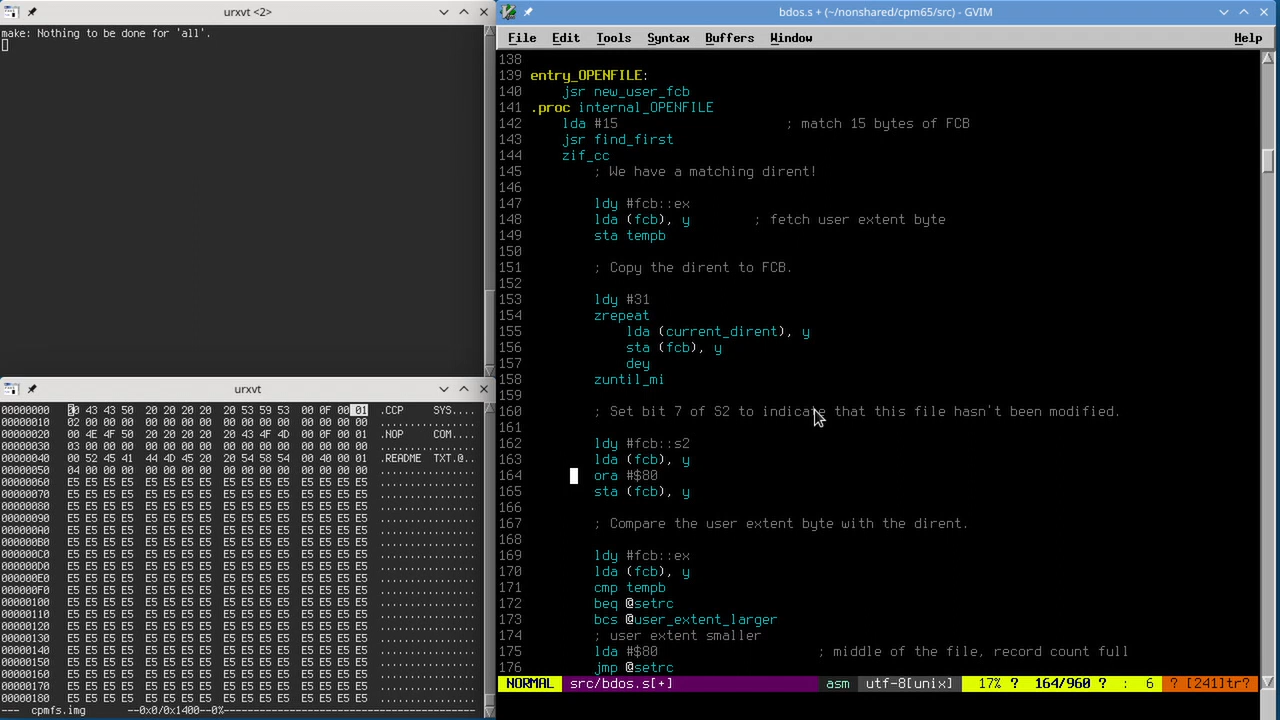 urxvt <2>
make: Nothing to be done for 'all'.
urxvt
00000000 00 43 43 50 20 20 20 20 20 53 59 53 00 0F 00 01 .CCP SYS....
00000010 02 00 00 00 00 00 00 00 00 00 00 00 00 00 00 00 ................
00000020 00 4E 4F 50 20 20 20 20 20 43 4F 4D 00 0F 00 01 .NOP COM....
00000030 03 00 00 00 00 00 00 00 00 00 00 00 00 00 00 00 ................
00000040 00 52 45 41 44 4D 45 20 20 54 58 54 00 40 00 01 .README TXT.@..
00000050 04 00 00 00 00 00 00 00 00 00 00 00 00 00 00 00 ................
00000060 E5 E5 E5 E5 E5 E5 E5 E5 E5 E5 E5 E5 E5 E5 E5 E5 ................
00000070 E5 E5 E5 E5 E5 E5 E5 E5 E5 E5 E5 E5 E5 E5 E5 E5 ................
00000080 E5 E5 E5 E5 E5 E5 E5 E5 E5 E5 E5 E5 E5 E5 E5 E5 ................
00000090 E5 E5 E5 E5 E5 E5 E5 E5 E5 E5 E5 E5 E5 E5 E5 E5 ................
000000A0 E5 E5 E5 E5 E5 E5 E5 E5 E5 E5 E5 E5 E5 E5 E5 E5 ................
000000B0 E5 E5 E5 E5 E5 E5 E5 E5 E5 E5 E5 E5 E5 E5 E5 E5 ................
000000C0 E5 E5 E5 E5 E5 E5 E5 E5 E5 E5 E5 E5 E5 E5 E5 E5 ................
000000D0 E5 E5 E5 E5 E5 E5 E5 E5 E5 E5 E5 E5 E5 E5 E5 E5 ................
000000E0 E5 E5 E5 E5 E5 E5 E5 E5 E5 E5 E5 E5 E5 E5 E5 E5 ................
000000F0 E5 E5 E5 E5 E5 E5 E5 E5 E5 E5 E5 E5 E5 E5 E5 E5 ................
00000100 E5 E5 E5 E5 E5 E5 E5 E5 E5 E5 E5 E5 E5 E5 E5 E5 ................
00000110 E5 E5 E5 E5 E5 E5 E5 E5 E5 E5 E5 E5 E5 E5 E5 E5 ................
00000120 E5 E5 E5 E5 E5 E5 E5 E5 E5 E5 E5 E5 E5 E5 E5 E5 ................
00000130 E5 E5 E5 E5 E5 E5 E5 E5 E5 E5 E5 E5 E5 E5 E5 E5 ................
00000140 E5 E5 E5 E5 E5 E5 E5 E5 E5 E5 E5 E5 E5 E5 E5 E5 ................
00000150 E5 E5 E5 E5 E5 E5 E5 E5 E5 E5 E5 E5 E5 E5 E5 E5 ................
00000160 E5 E5 E5 E5 E5 E5 E5 E5 E5 E5 E5 E5 E5 E5 E5 E5 ................
00000170 E5 E5 E5 E5 E5 E5 E5 E5 E5 E5 E5 E5 E5 E5 E5 E5 ................
00000180 E5 E5 E5 E5 E5 E5 E5 E5 E5 E5 E5 E5 E5 E5 E5 E5 ................
--- cpmfs.img --0x0/0x1400--0%
bdos.s + (~/nonshared/cpm65/src) - GVIM
File Edit Tools Syntax Buffers Window Help
138
139 entry_OPENFILE:
140 jsr new_user_fcb
141 .proc internal_OPENFILE
142 lda #15 ; match 15 bytes of FCB
143 jsr find_first
144 zif_cc
145 ; We have a matching dirent!
146
147 ldy #fcb::ex
148 lda (fcb), y ; fetch user extent byte
149 sta tempb
150
151 ; Copy the dirent to FCB.
152
153 ldy #31
154 zrepeat
155 lda (current_dirent), y
156 sta (fcb), y
157 dey
158 zuntil_mi
159
160 ; Set bit 7 of S2 to indicate that this file hasn't been modified.
161
162 ldy #fcb::s2
163 lda (fcb), y
164 ora #$80
165 sta (fcb), y
166
167 ; Compare the user extent byte with the dirent.
168
169 ldy #fcb::ex
170 lda (fcb), y
171 cmp tempb
172 beq @setrc
173 bcs @user_extent_larger
174 ; user extent smaller
175 lda #$80 ; middle of the file, record count full
176 jmp @setrc
NORMAL src/bdos.s[+] asm utf-8[unix] 17% ? 164/960 ? : 6 ? [241]tr?